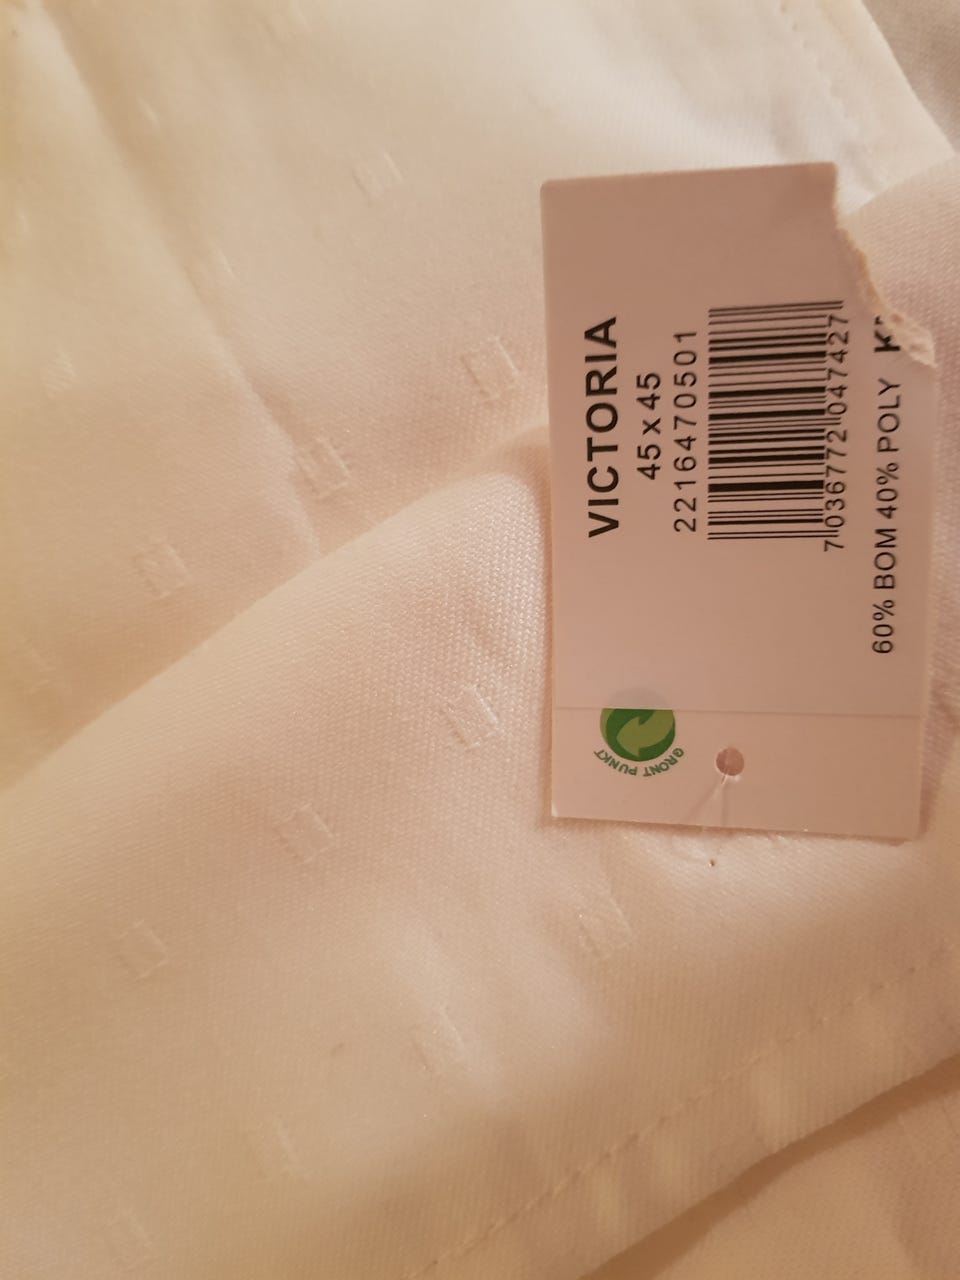 VICTORIA
45 x 45
2216470501
7 036772 047427
60% BOM 40% POLY
GRØNT PUNKT